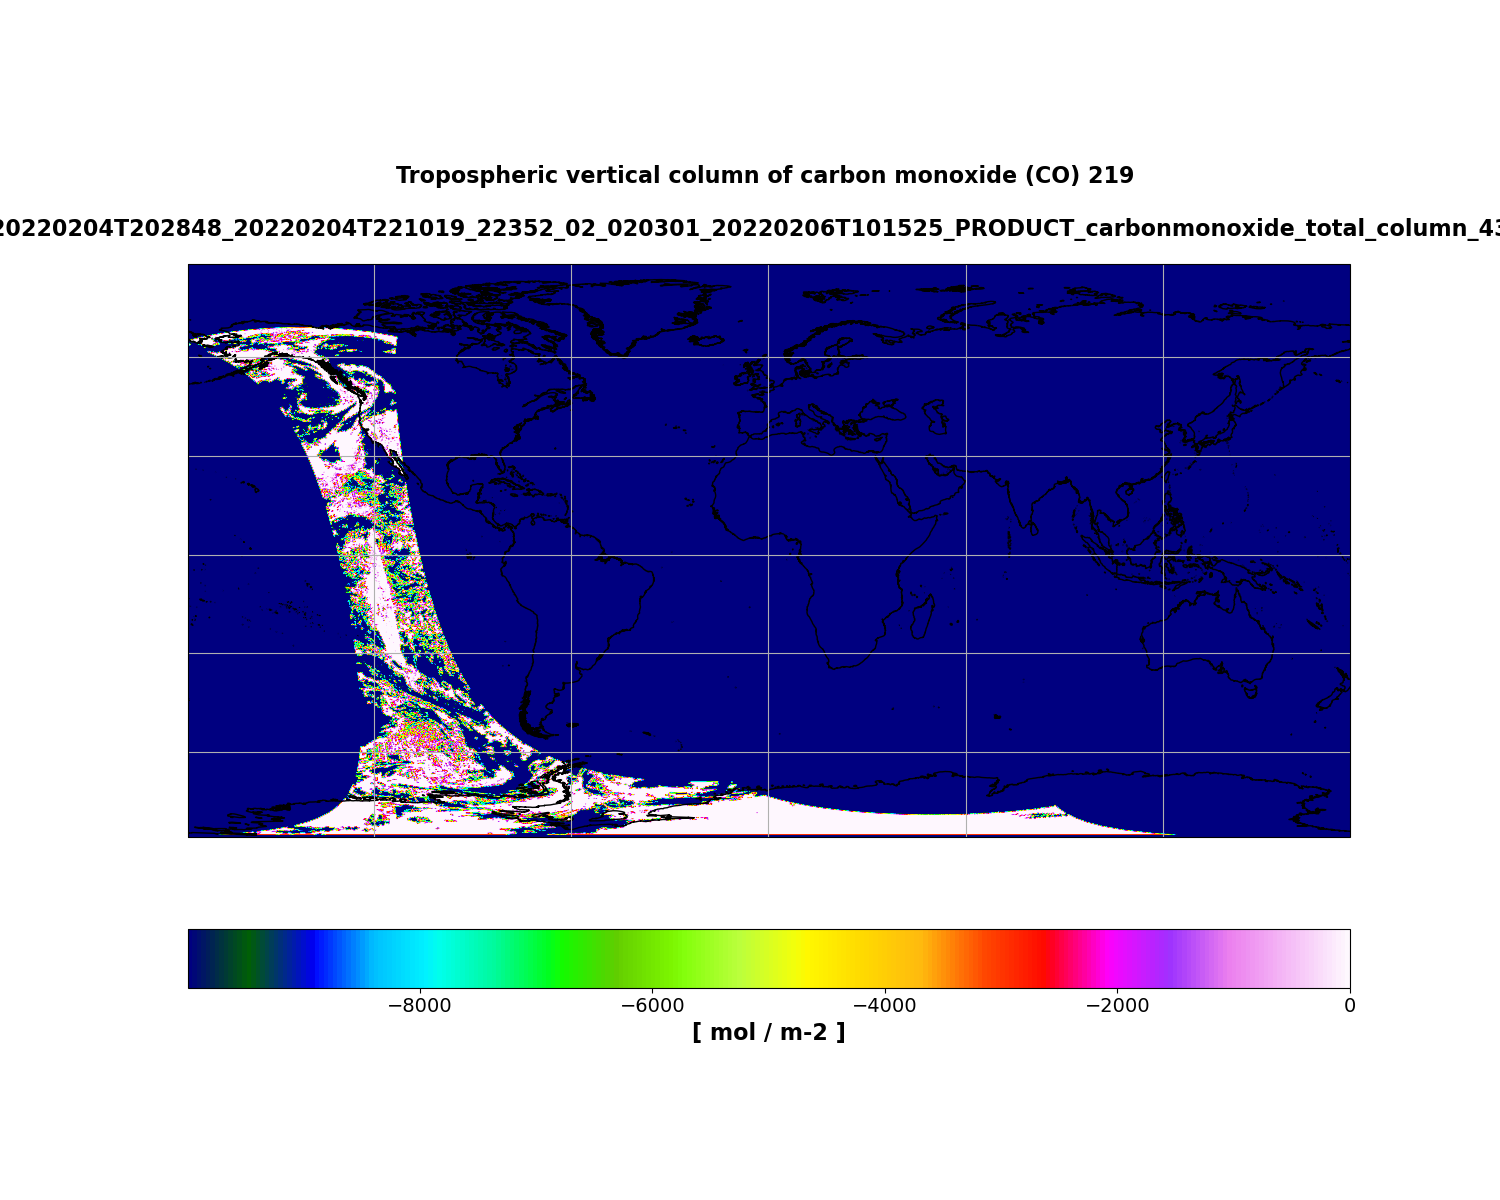 Tropospheric vertical column of carbon monoxide (CO) 219
20220204T202848_20220204T221019_22352_02_020301_20220206T101525_PRODUCT_carbonmonoxide_total_column_43
−8000 −6000 −4000 −2000 0
[ mol / m-2 ]